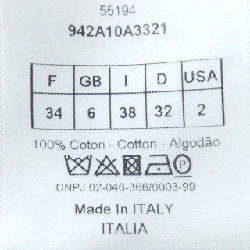 55194
942A10A3321
F GB I D USA
34 6 38 32 2
100% Coton - Cotton - Algodão
P
CNPJ 02-046-366/0003-90
Made In ITALY
ITALIA